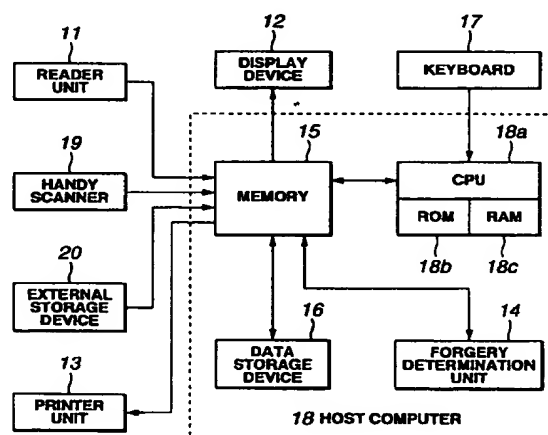 11
READER
UNIT
12
DISPLAY
DEVICE
17
KEYBOARD
19
HANDY
SCANNER
15
MEMORY
18a
CPU
ROM
RAM
18b
18c
20
EXTERNAL
STORAGE
DEVICE
16
DATA
STORAGE
DEVICE
14
FORGERY
DETERMINATION
UNIT
13
PRINTER
UNIT
18 HOST COMPUTER